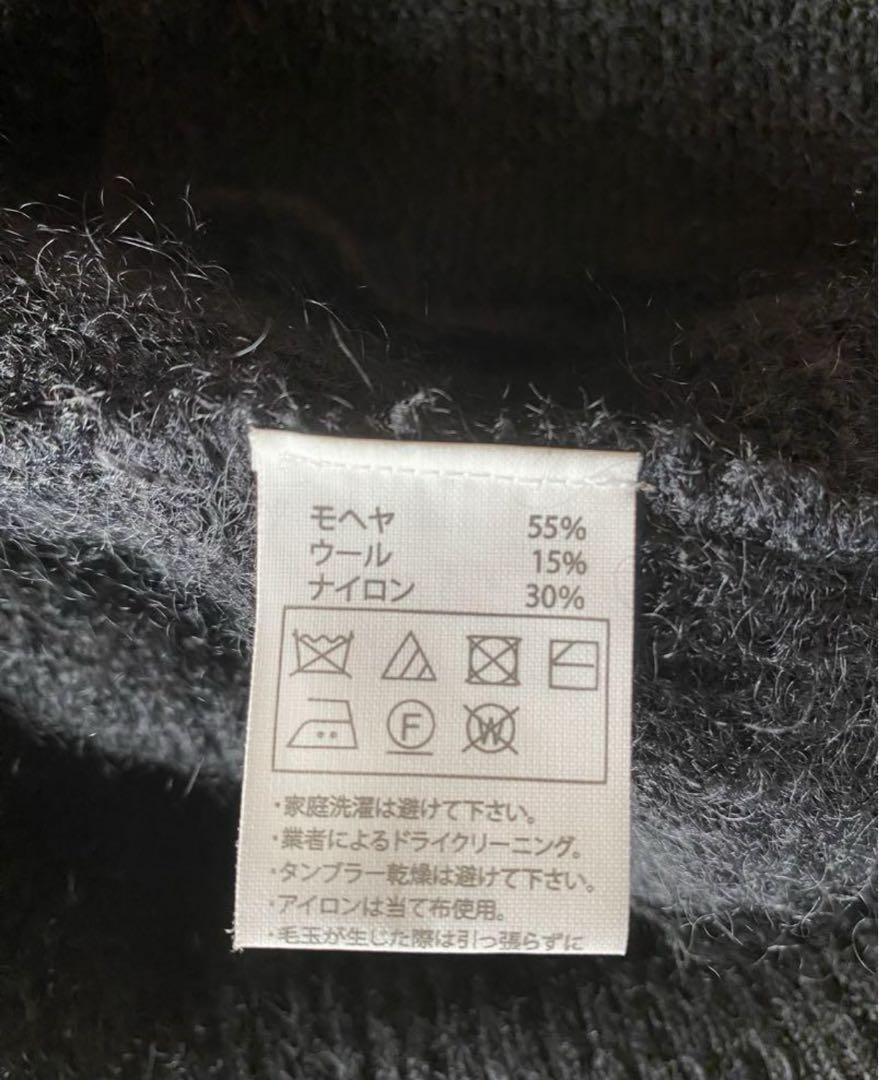 モヘヤ 55%
ウール 15%
ナイロン 30%
F W
・家庭洗濯は避けて下さい。
・業者によるドライクリーニング。
・タンブラー乾燥は避けて下さい。
・アイロンは当て布使用。
・毛玉が生じた際は引っ張らずに